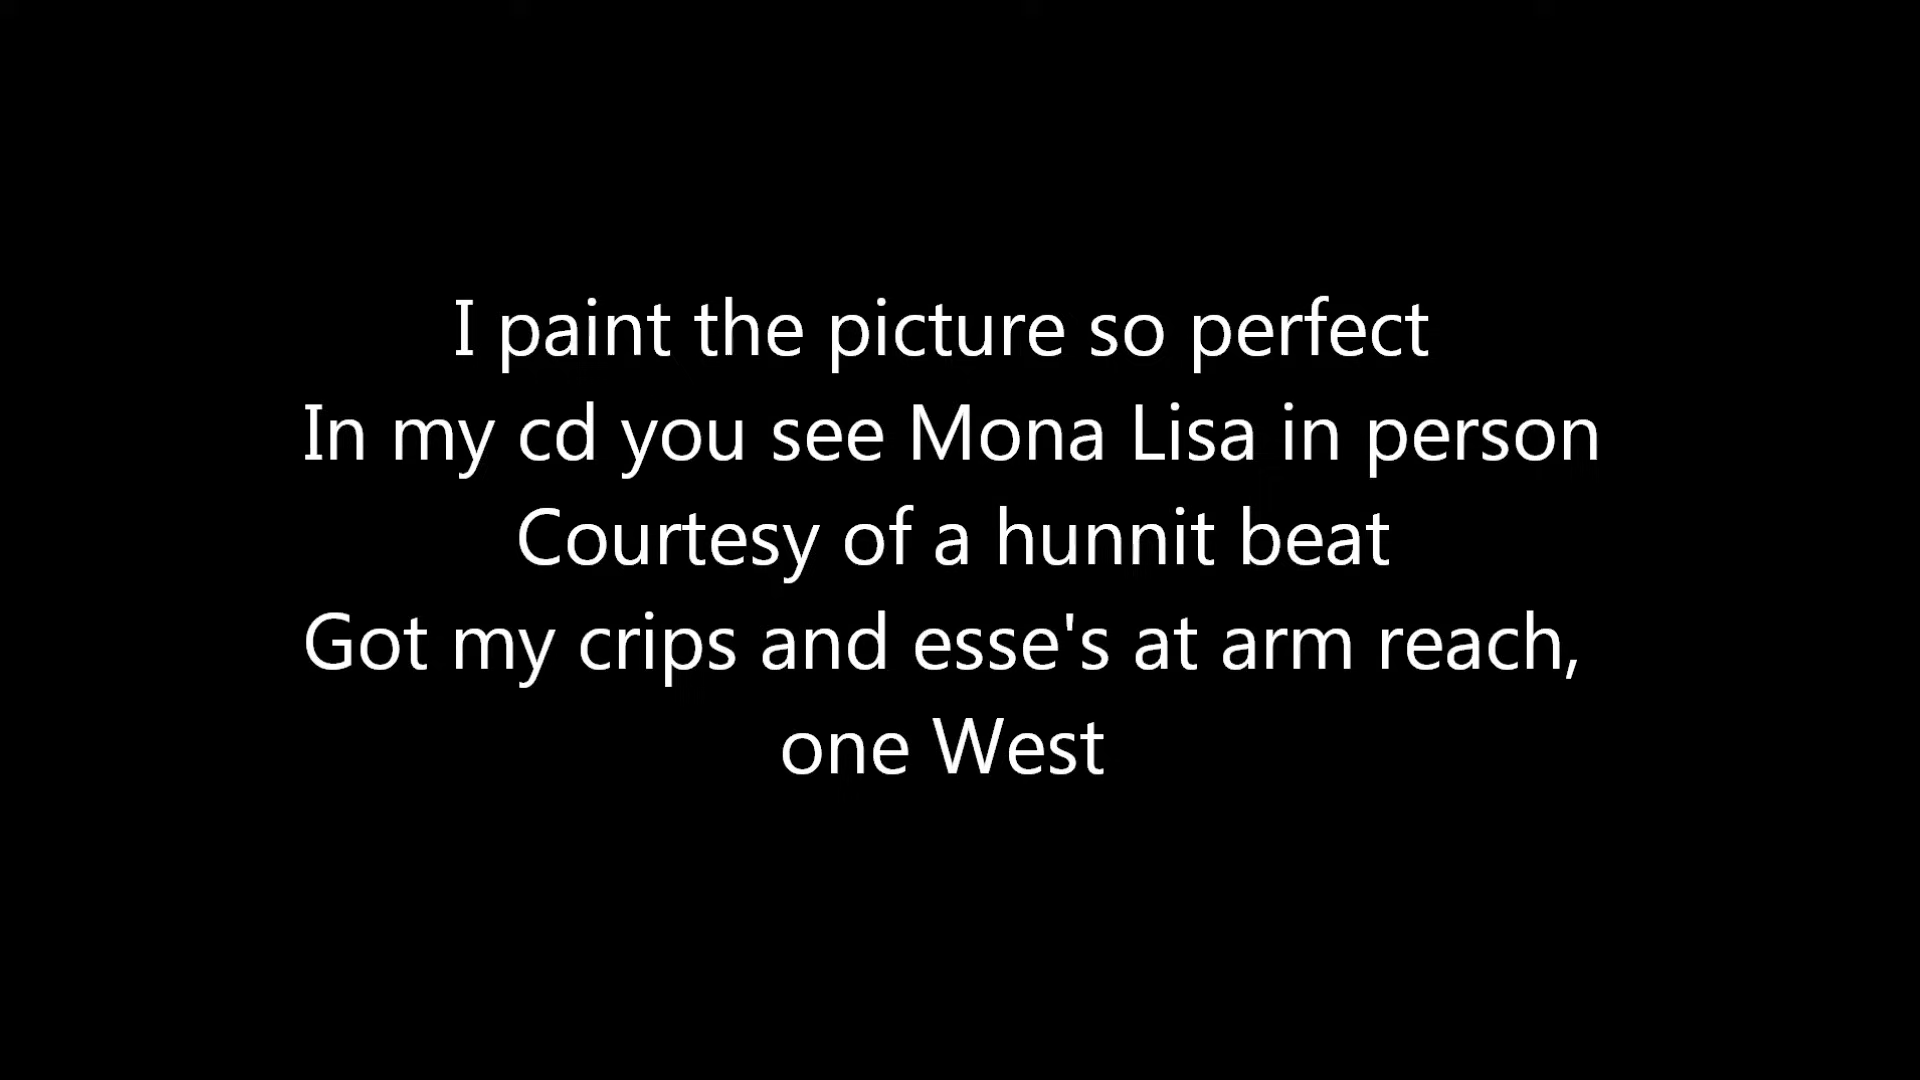 I paint the picture so perfect
In my cd you see Mona Lisa in person
Courtesy of a hunnit beat
Got my crips and esse's at arm reach,
one West